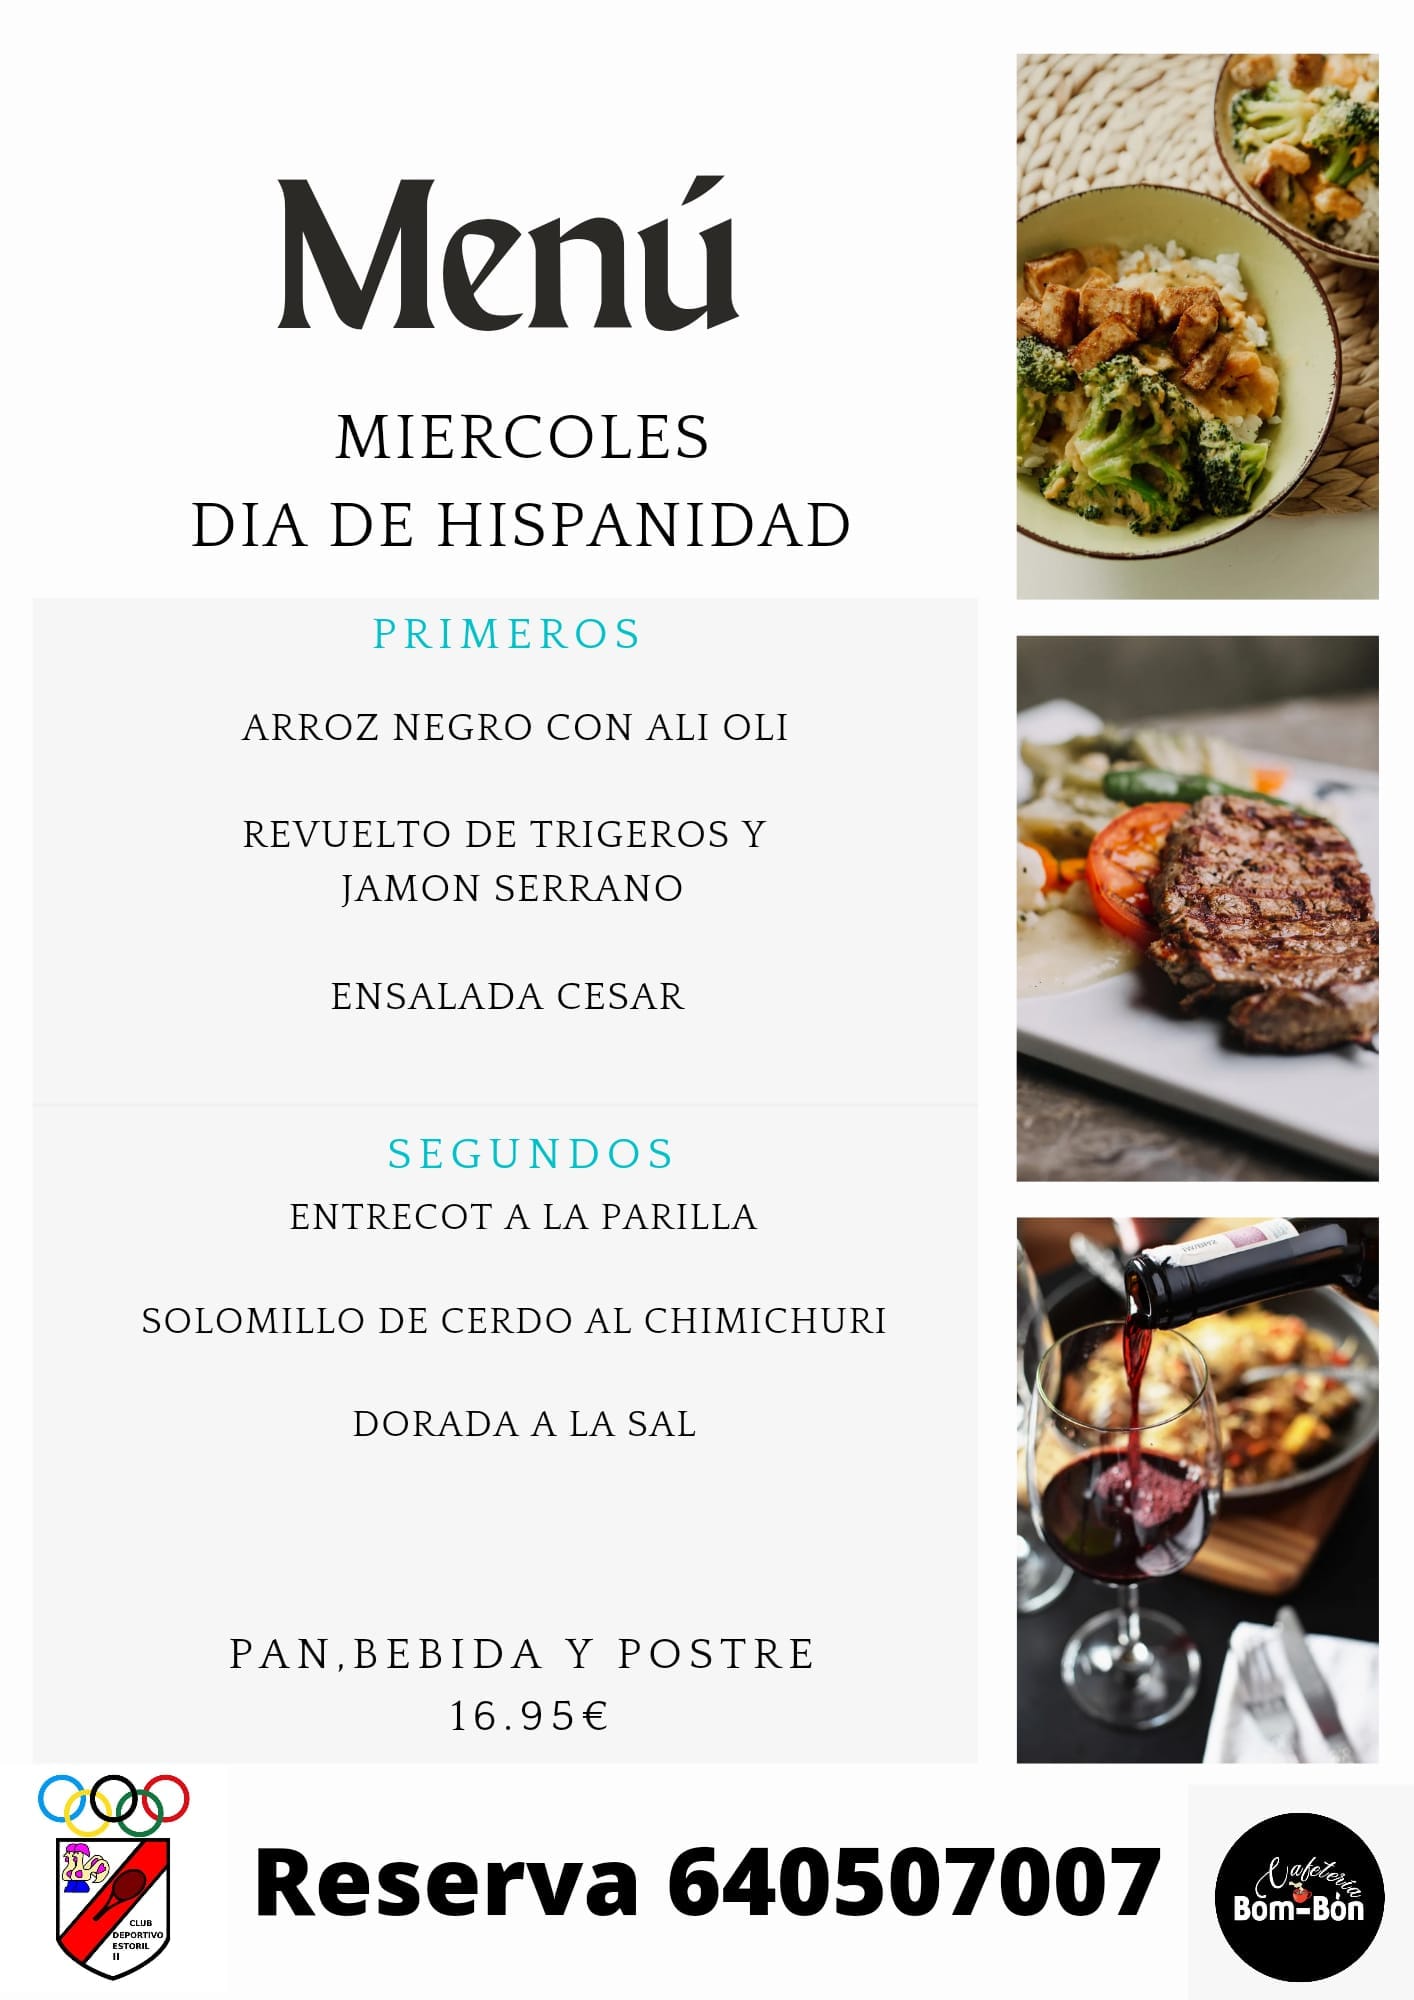 Menú
MIERCOLES
DIA DE HISPANIDAD
PRIMEROS
ARROZ NEGRO CON ALI OLI
REVUELTO DE TRIGEROS Y
JAMON SERRANO
ENSALADA CESAR
SEGUNDOS
ENTRECOT A LA PARILLA
SOLOMILLO DE CERDO AL CHIMICHURI
DORADA A LA SAL
PAN,BEBIDA Y POSTRE
16.95€
CLUB
DEPORTIVO
ESTORIL
II
Reserva 640507007
Cafetería
Bom-Bòn